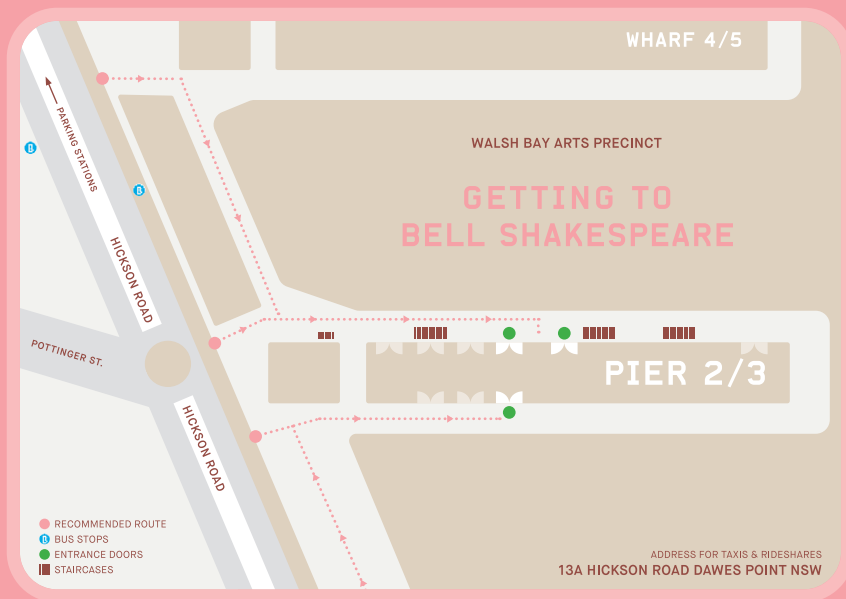 WHARF 4/5
WALSH BAY ARTS PRECINCT
GETTING TO
BELL SHAKESPEARE
PARKING STATIONS
HICKSON ROAD
POTTINGER ST.
PIER 2/3
HICKSON ROAD
RECOMMENDED ROUTE
BUS STOPS
ENTRANCE DOORS
STAIRCASES
ADDRESS FOR TAXIS & RIDESHARES
13A HICKSON ROAD DAWES POINT NSW